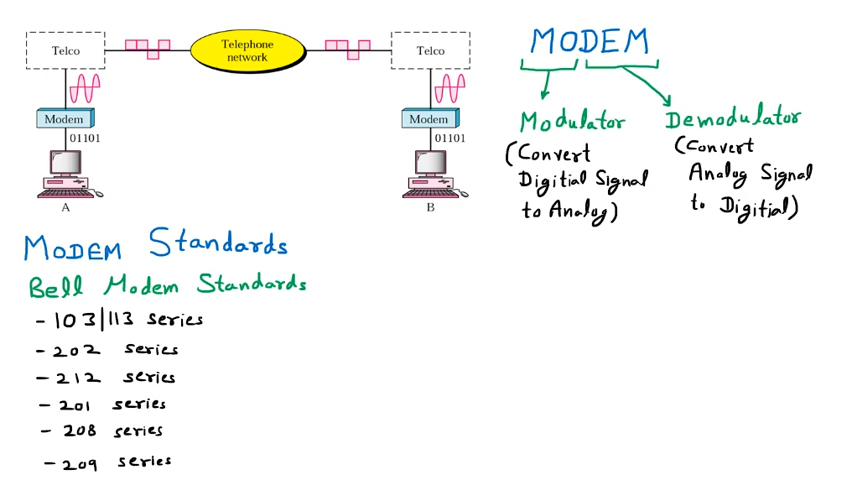 Telco
Telephone
network
Telco
Modem
01101
A
Modem
01101
B
MODEM
Modulator
(Convert
Digitial Signal
to Analog)
Demodulator
(Convert
Analog Signal
to Digitial)
MODEM Standards
Bell Modem Standards
- 103|113 series
- 202 series
- 212 series
- 201 series
- 208 series
- 209 series